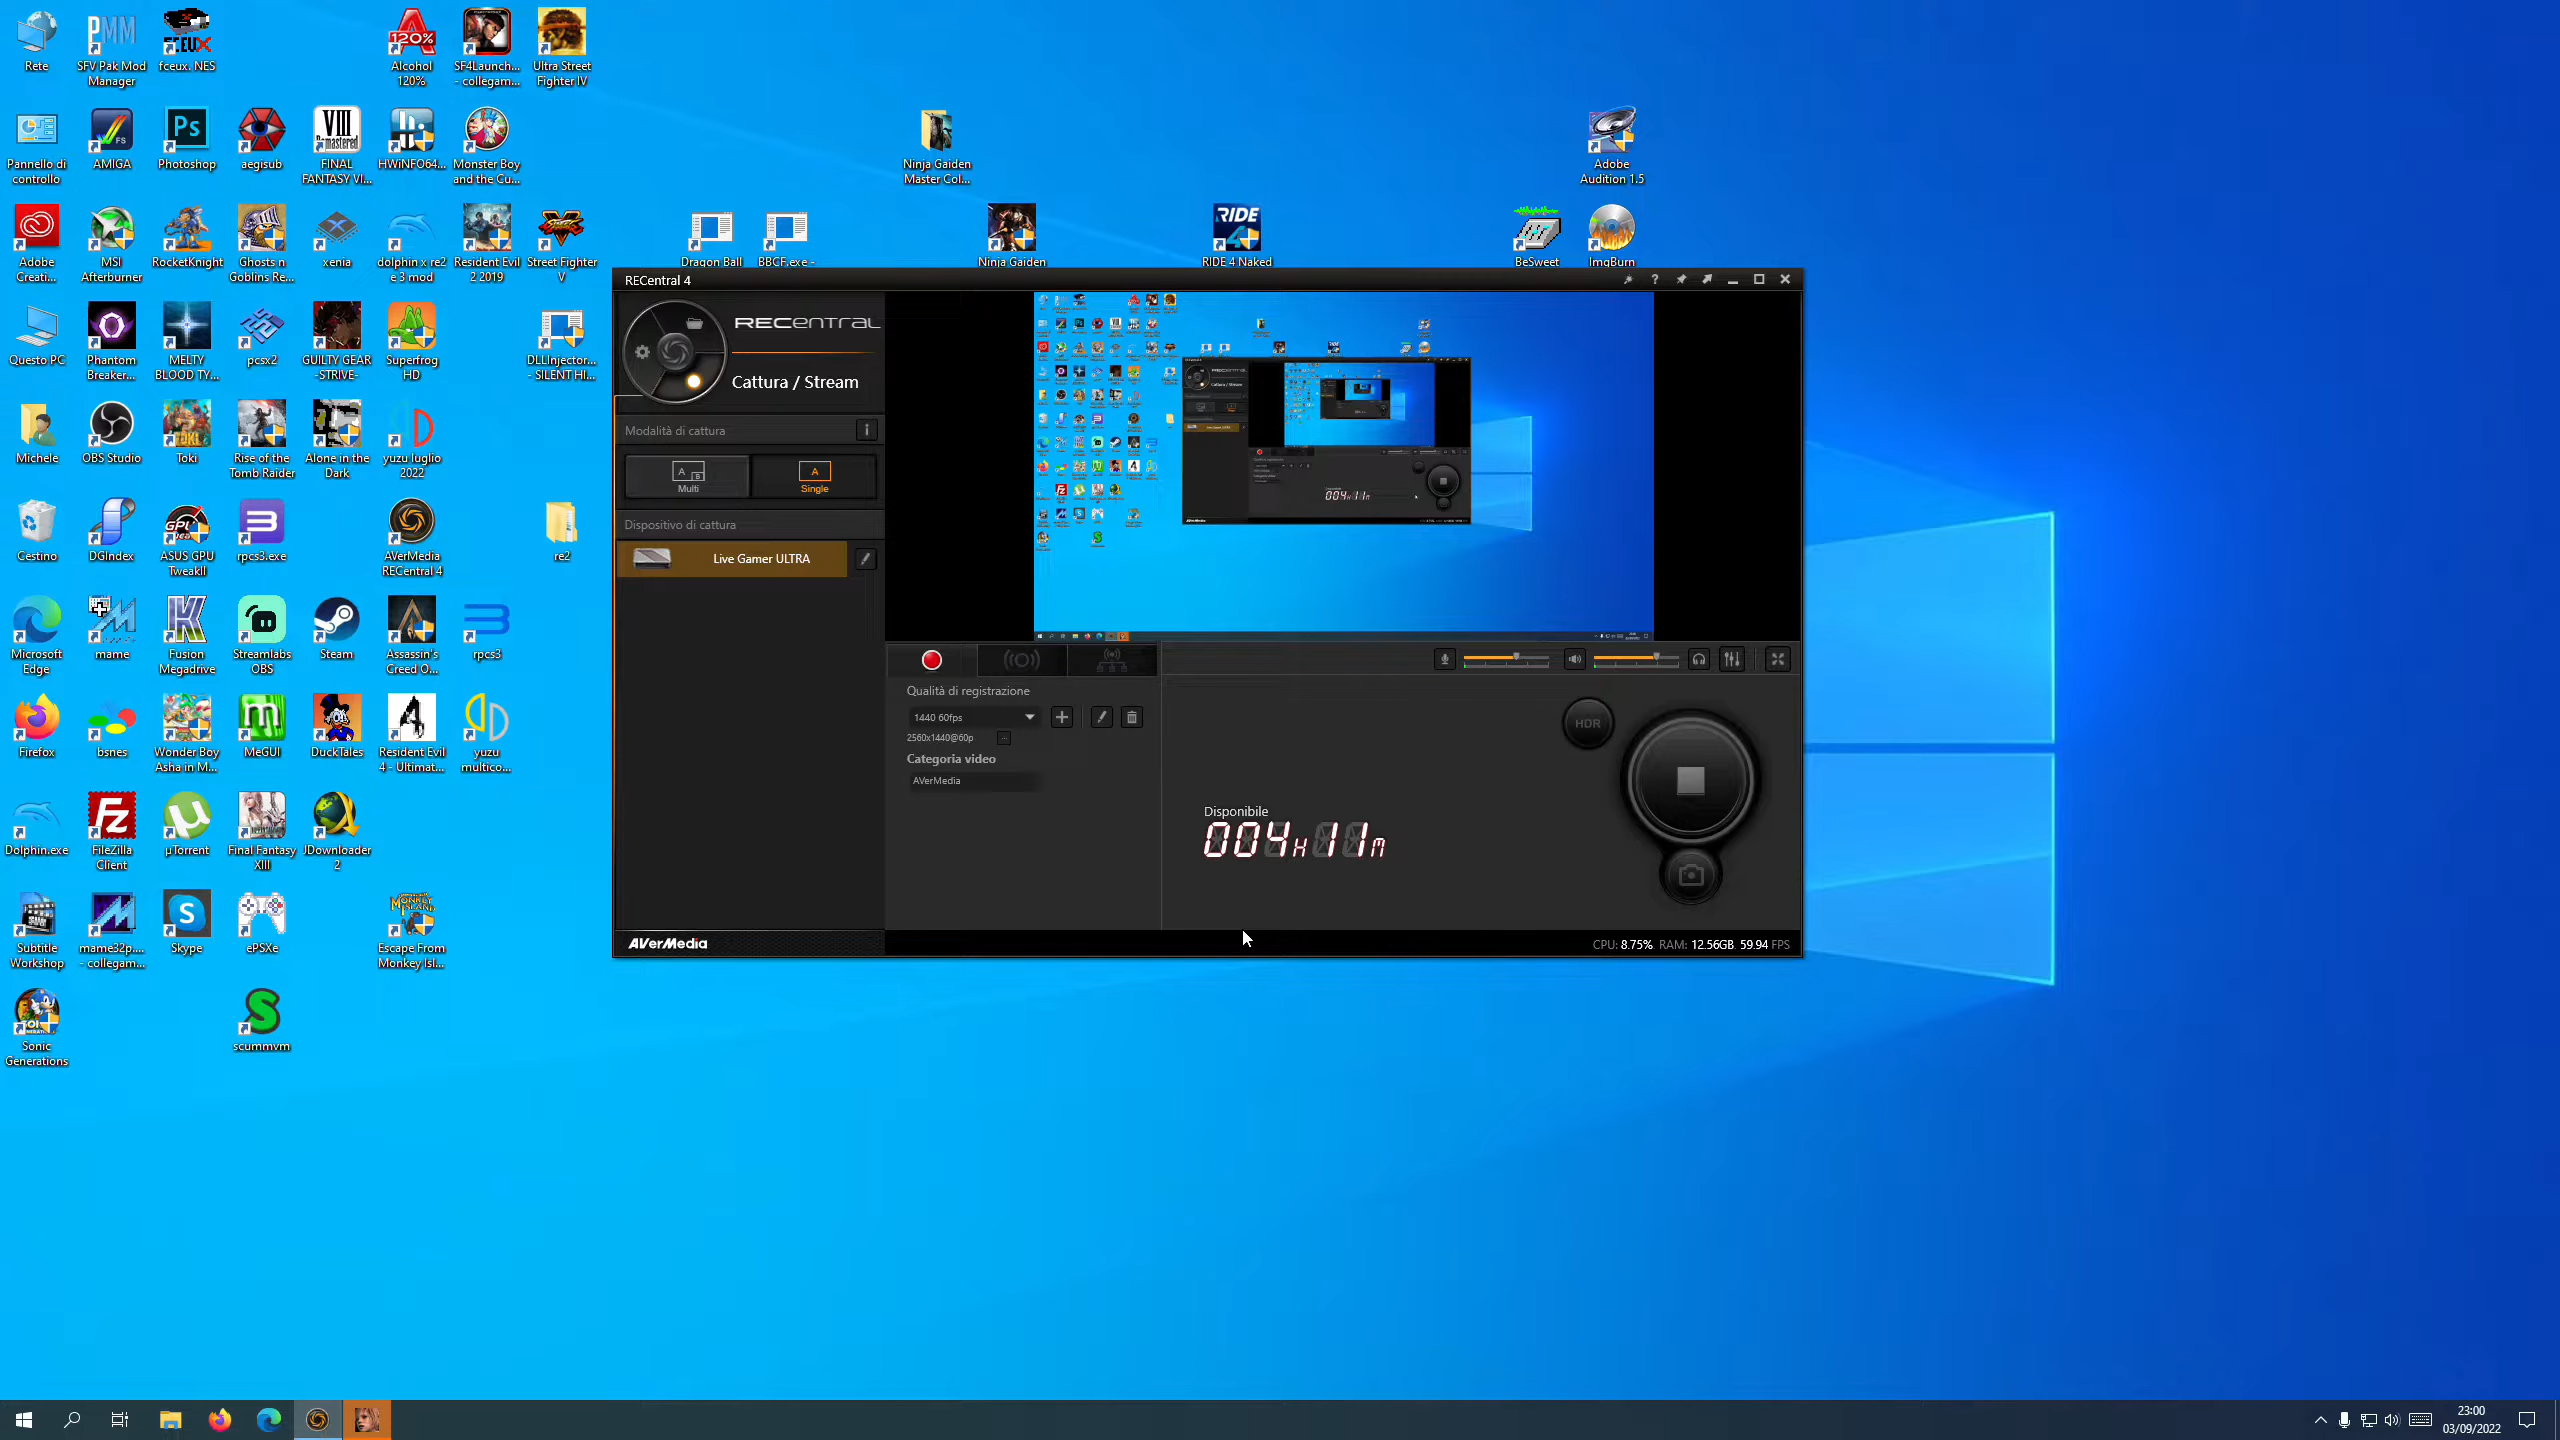 Rete
SFV Pak Mod
Manager
fceux. NES
Alcohol
120%
SF4Launch...
- collegam...
Ultra Street
Fighter IV
Pannello di
controllo
AMIGA
Photoshop
aegisub
FINAL
FANTASY VI...
HWiNFO64...
Monster Boy
and the Cu...
Ninja Gaiden
Master Col...
Adobe
Audition 1.5
Adobe
Creati...
MSI
Afterburner
RocketKnight
Ghosts n
Goblins Re...
xenia
dolphin x re2
e 3 mod
Resident Evil
2 2019
Street Fighter
V
Dragon Ball
BBCF.exe -
Ninja Gaiden
RIDE 4 Naked
BeSweet
ImgBurn
Questo PC
Phantom
Breaker...
MELTY
BLOOD TY...
pcsx2
GUILTY GEAR
-STRIVE-
Superfrog
HD
DLLInjector...
- SILENT HI...
Michele
OBS Studio
Toki
Rise of the
Tomb Raider
Alone in the
Dark
yuzu luglio
2022
Cestino
DGIndex
ASUS GPU
TweakII
rpcs3.exe
AVerMedia
RECentral 4
re2
Microsoft
Edge
mame
Fusion
Megadrive
Streamlabs
OBS
Steam
Assassin's
Creed O...
rpcs3
Firefox
bsnes
Wonder Boy
Asha in M...
MeGUI
DuckTales
Resident Evil
4 - Ultimat...
yuzu
multico...
Dolphin.exe
FileZilla
Client
µTorrent
Final Fantasy
XIII
JDownloader
2
Subtitle
Workshop
mame32p....
- collegam...
Skype
ePSXe
Escape From
Monkey Isl...
Sonic
Generations
scummvm
RECentral 4
RECentral
Cattura / Stream
Modalità di cattura
Multi
Single
Dispositivo di cattura
Live Gamer ULTRA
Qualità di registrazione
1440 60fps
2560x1440@60p
Categoria video
AVerMedia
HDR
Disponibile
004H11M
AVerMedia
CPU: 8.75% RAM: 12.56GB 59.94 FPS
23:00
03/09/2022